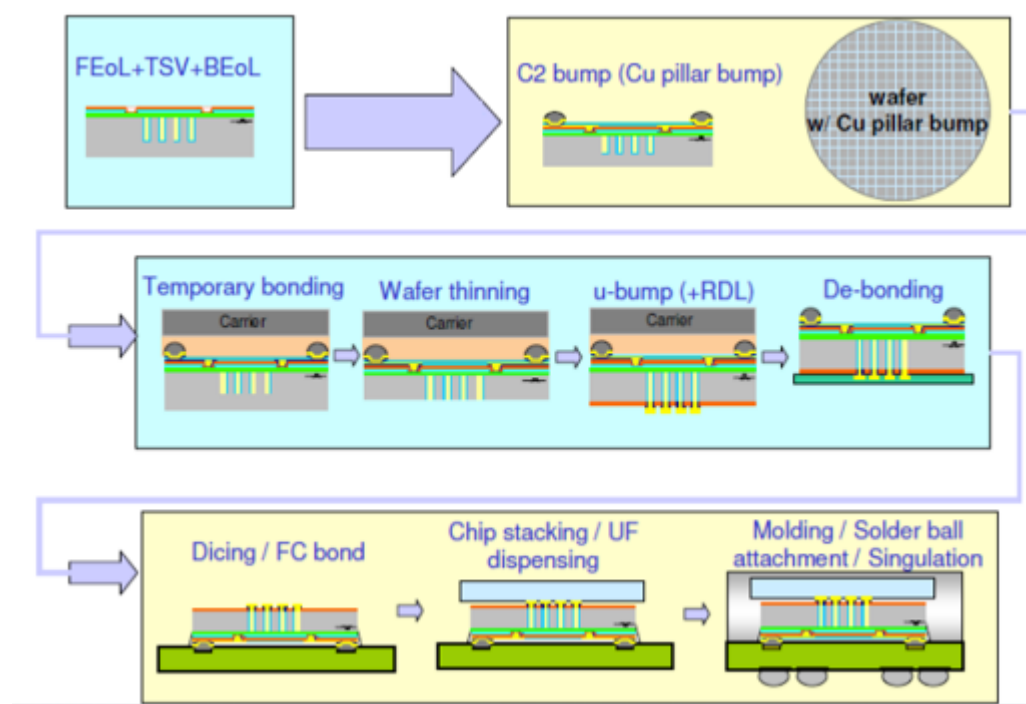 FEoL+TSV+BEoL
C2 bump (Cu pillar bump)
wafer
w/ Cu pillar bump
Temporary bonding
Wafer thinning
u-bump (+RDL)
De-bonding
Carrier
Carrier
Carrier
Dicing / FC bond
Chip stacking / UF
dispensing
Molding / Solder ball
attachment / Singulation